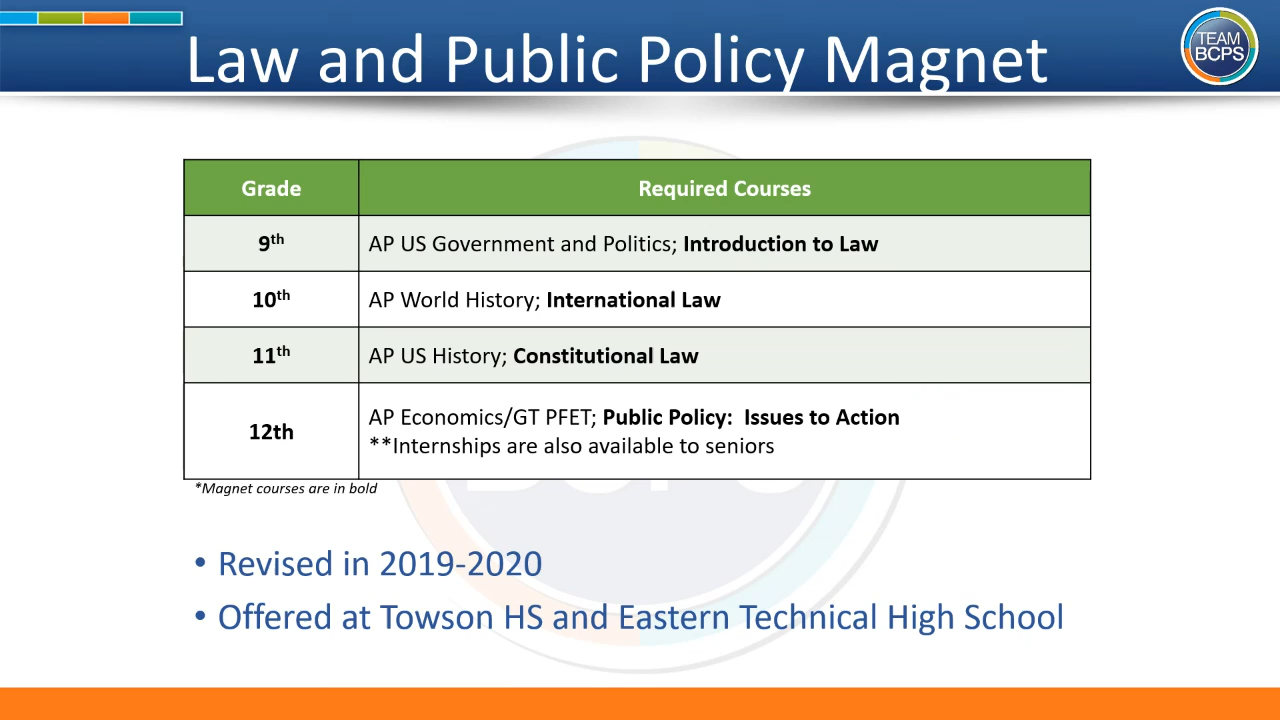 Law and Public Policy Magnet
TEAM
BCPS
Grade
Required Courses
9th
AP US Government and Politics; Introduction to Law
10th
AP World History; International Law
11th
AP US History; Constitutional Law
12th
AP Economics/GT PFET; Public Policy:  Issues to Action
**Internships are also available to seniors
*Magnet courses are in bold
BCPS
• Revised in 2019-2020
• Offered at Towson HS and Eastern Technical High School